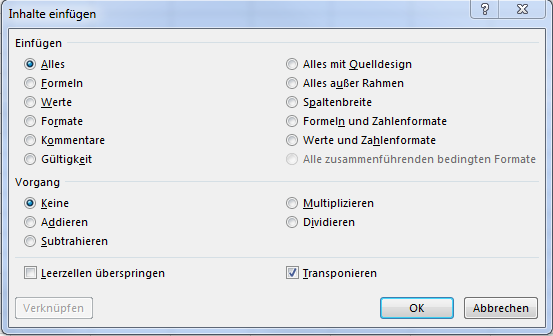 Inhalte einfügen
Einfügen
Alles
Alles mit Quelldesign
Formeln
Alles außer Rahmen
Werte
Spaltenbreite
Formate
Formeln und Zahlenformate
Kommentare
Werte und Zahlenformate
Gültigkeit
Alle zusammenführenden bedingten Formate
Vorgang
Keine
Multiplizieren
Addieren
Dividieren
Subtrahieren
Leerzellen überspringen
Transponieren
Verknüpfen
OK
Abbrechen